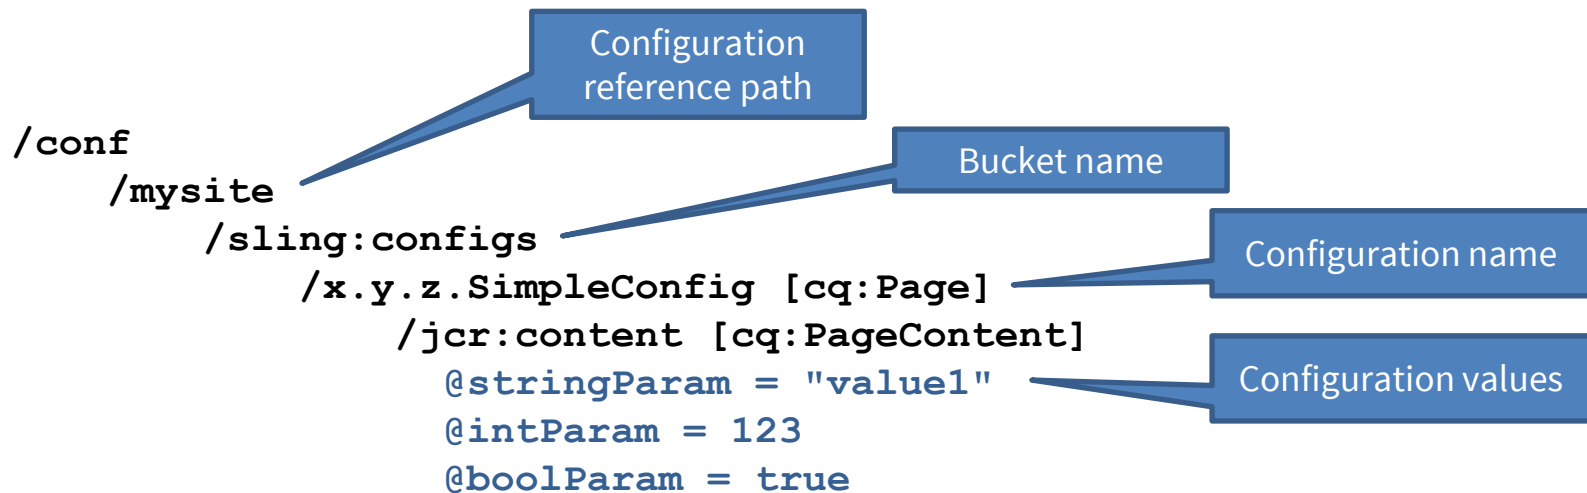 Configuration
reference path
/conf
Bucket name
/mysite
/sling:configs
Configuration name
/x.y.z.SimpleConfig [cq:Page]
/jcr:content [cq:PageContent]
Configuration values
@stringParam = "value1"
@intParam = 123
@boolParam = true